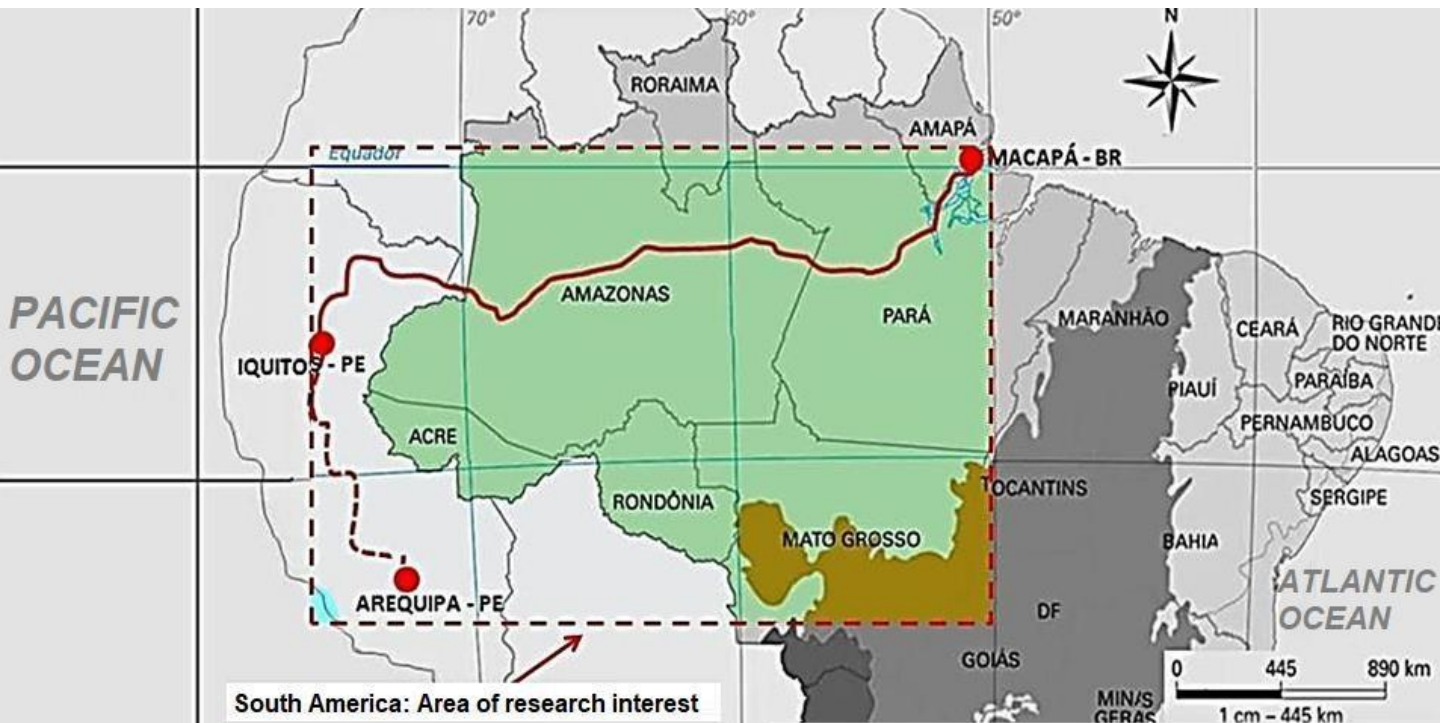 70°
60°
50°
N
RORAIMA
AMAPÁ
Equador
MACAPÁ - BR
PACIFIC
OCEAN
AMAZONAS
PARÁ
MARANHÃO
CEARÁ
RIO GRANDE
DO NORTE
IQUITOS - PE
PIAUÍ
PARAÍBA
PERNAMBUCO
ACRE
ALAGOAS
RONDÔNIA
TOCANTINS
SERGIPE
MATO GROSSO
BAHIA
ATLANTIC
OCEAN
AREQUIPA - PE
DF
GOIÁS
0 445 890 km
1 cm – 445 km
South America: Area of research interest
MIN/S
GERAS